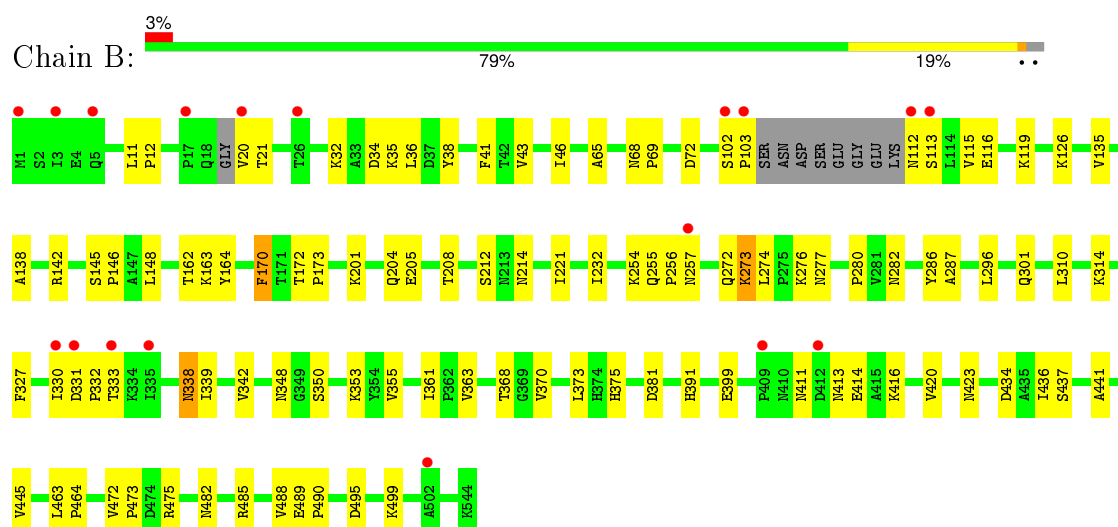 3%
Chain B:
79%
19%
M1 S2 I3 E4 Q5 L11 P12 P17 Q18 GLY V20 T21 T26 K32 A33 D34 K35 L36 D37 Y38 F41 T42 V43 I46 A65 N68 P69 D72 S102 P103 SER ASN ASP SER GLU GLY GLU LYS N112 S113 L114 V115 E116 K119 K126 V135
A138 R142 S145 P146 A147 L148 T162 K163 Y164 F170 T171 T172 P173 K201 Q204 E205 T208 S212 N213 N214 I221 I232 K254 Q255 P256 N257 Q272 K273 L274 P275 K276 N277 P280 V281 N282 Y286 A287 L296 Q301 L310 K314
F327 I330 D331 P332 T333 K334 I335 N338 I339 V342 N348 G349 S350 K353 Y354 V355 I361 P362 V363 T368 G369 V370 L373 H374 H375 D381 H391 E399 P409 N410 N411 D412 N413 E414 A415 K416 V420 N423 D434 A435 I436 S437 A441
V445 L463 P464 V472 P473 D474 R475 N482 R485 V488 E489 P490 D495 K499 A502 K544